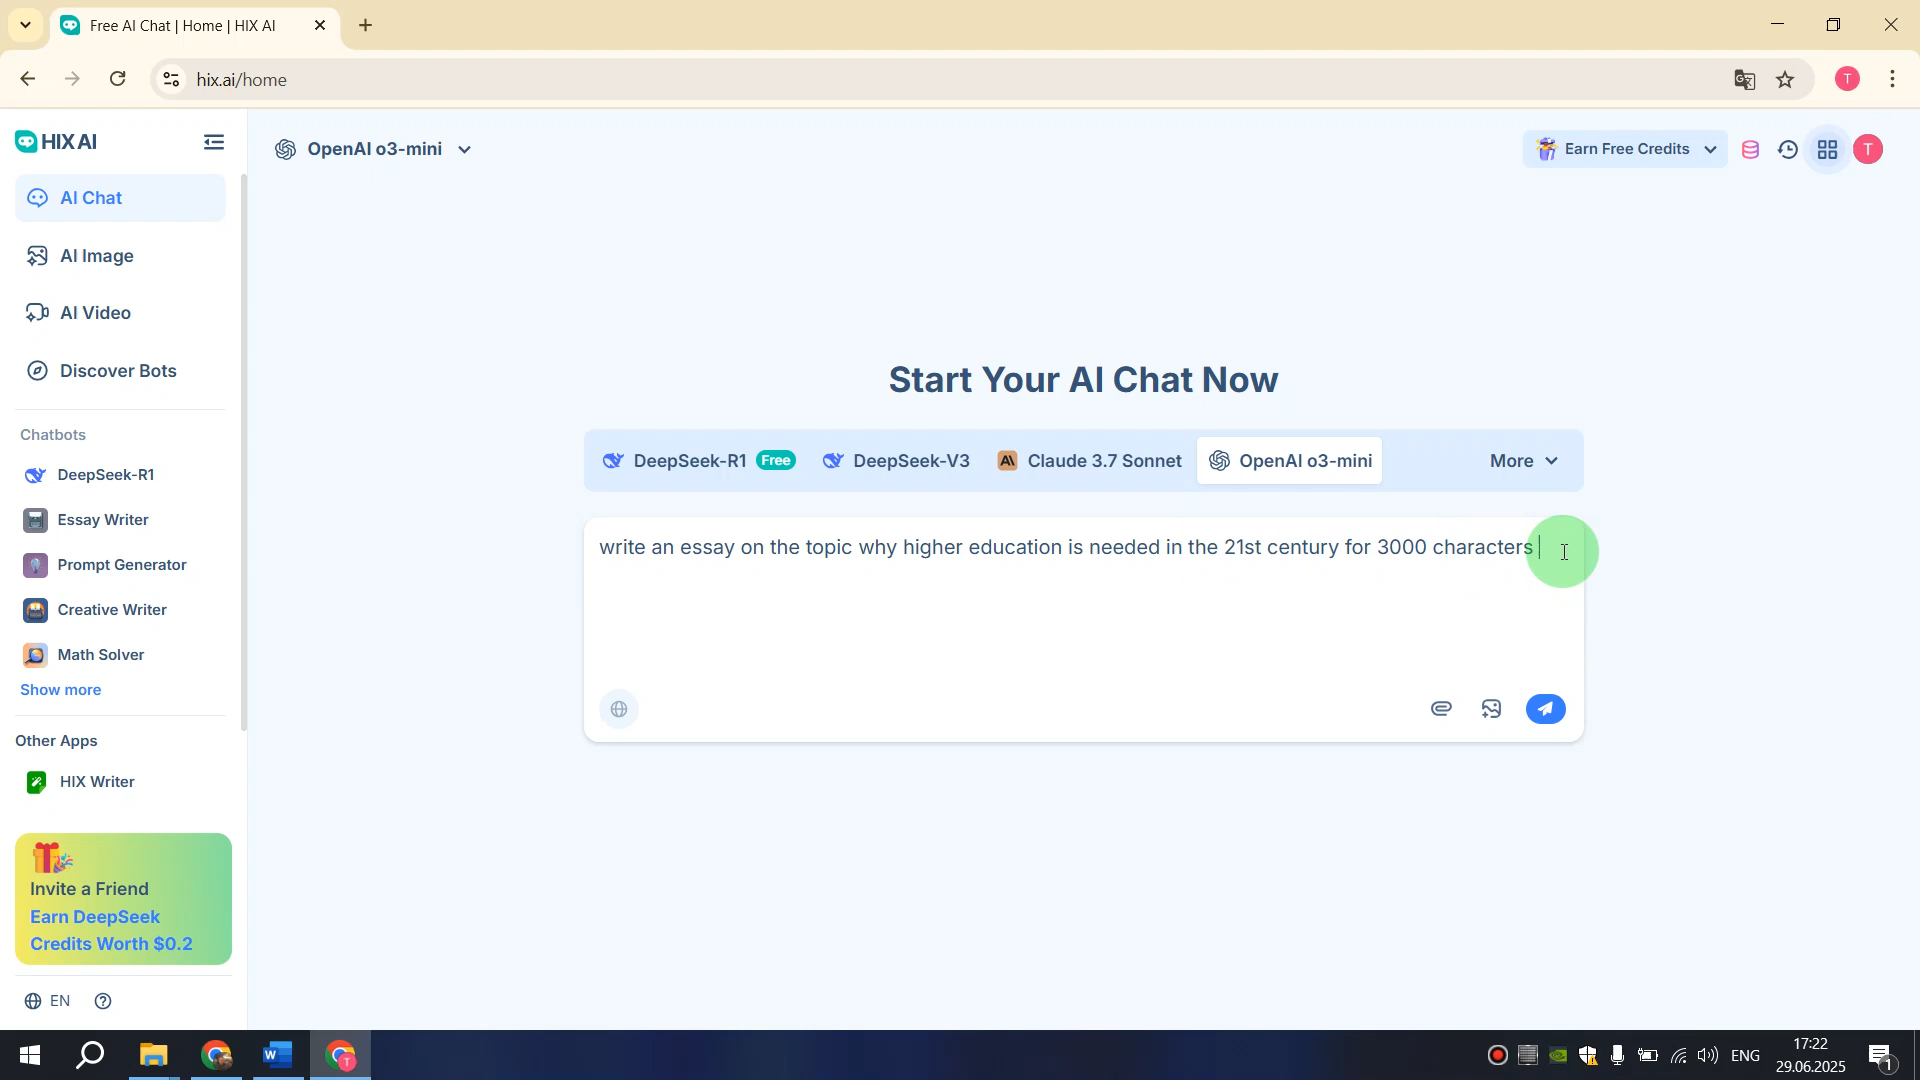 Free AI Chat | Home | HIX AI
hix.ai/home
T
HIX AI
OpenAI o3-mini
Earn Free Credits
T
AI Chat
AI Image
AI Video
Discover Bots
Chatbots
DeepSeek-R1
Essay Writer
Prompt Generator
Creative Writer
Math Solver
Show more
Other Apps
HIX Writer
Invite a Friend
Earn DeepSeek
Credits Worth $0.2
EN
Start Your AI Chat Now
DeepSeek-R1 Free DeepSeek-V3 Claude 3.7 Sonnet OpenAI o3-mini More
write an essay on the topic why higher education is needed in the 21st century for 3000 characters
ENG
17:22
29.06.2025
1